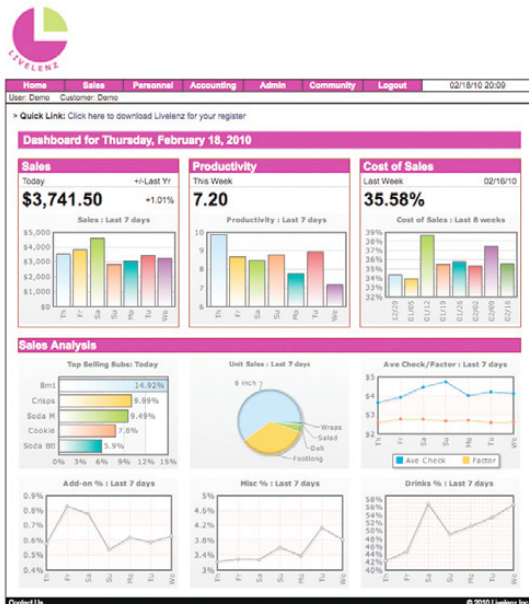 LIVELENZ
Home Sales Personnel Accounting Admin Community Logout 02/18/10 20:09
User: Demo Customer: Demo
> Quick Link: Click here to download Livelenz for your register
Dashboard for Thursday, February 18, 2010
Sales
Today +/-Last Yr
$3,741.50 +1.01%
Sales : Last 7 days
$5,000
$4,000
$3,000
$2,000
$1,000
$0
Th Fr Sa Su Mo Tu We
Productivity
This Week
7.20
Productivity : Last 7 days
10
9
8
7
6
Th Fr Sa Su Mo Tu We
Cost of Sales
Last Week 02/16/10
35.58%
Cost of Sales : Last 8 weeks
39%
38%
37%
36%
35%
34%
33%
32%
12/29 01/05 01/12 01/19 01/26 02/02 02/09 02/16
Sales Analysis
Top Selling Subs: Today
Bmt 14.92%
Crisps 9.99%
Soda M 9.49%
Cookie 7.8%
Soda Btl 5.9%
0% 3% 6% 9% 12% 15%
Unit Sales : Last 7 days
6 inch
Wraps
Salad
Deli
Footlong
Ave Check/Factor : Last 7 days
$5
$4
$3
$2
Th Fr Sa Su Mo Tu We
Ave Check Factor
Add-on % : Last 7 days
0.9%
0.8%
0.7%
0.6%
0.5%
0.4%
Th Fr Sa Su Mo Tu We
Misc % : Last 7 days
5%
4.6%
4.2%
3.8%
3.4%
3%
Th Fr Sa Su Mo Tu We
Drinks % : Last 7 days
58%
56%
54%
52%
50%
48%
46%
44%
42%
40%
Th Fr Sa Su Mo Tu We
Contact Us © 2010 Livelenz Inc